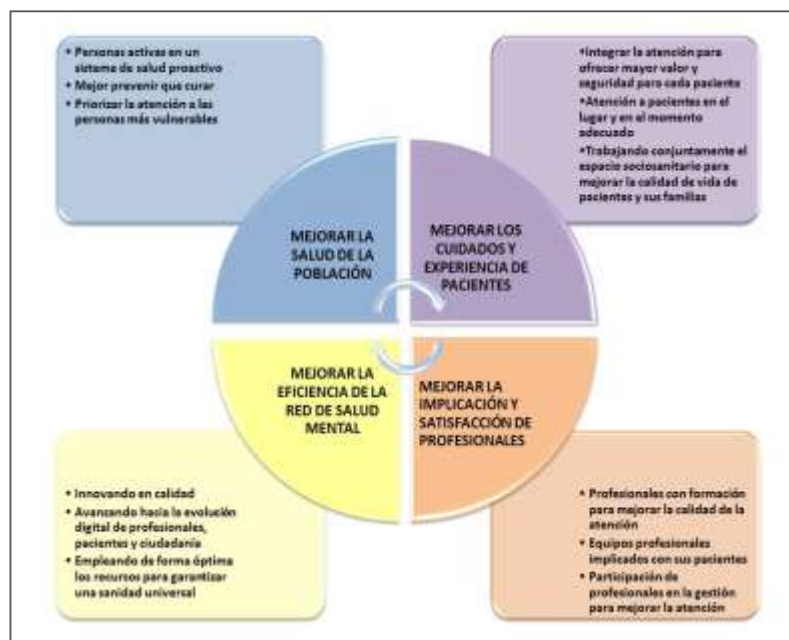 • Personas activas en un
sistema de salud proactivo
• Mejor prevenir que curar
• Priorizar la atención a las
personas más vulnerables
•Integrar la atención para
ofrecer mayor valor y
seguridad para cada paciente
•Atención a pacientes en el
lugar y en el momento
adecuado
•Trabajando conjuntamente el
espacio sociosanitario para
mejorar la calidad de vida de
pacientes y sus familias
MEJORAR LA
SALUD DE LA
POBLACIÓN
MEJORAR LOS
CUIDADOS Y
EXPERIENCIA DE
PACIENTES
MEJORAR LA
EFICIENCIA DE LA
RED DE SALUD
MENTAL
MEJORAR LA
IMPLICACIÓN Y
SATISFACCIÓN DE
PROFESIONALES
• Innovando en calidad
• Avanzando hacia la evolución
digital de profesionales,
pacientes y ciudadanía
• Empleando de forma óptima
los recursos para garantizar
una sanidad universal
• Profesionales con formación
para mejorar la calidad de la
atención
• Equipos profesionales
implicados con sus pacientes
• Participación de
profesionales en la gestión
para mejorar la atención